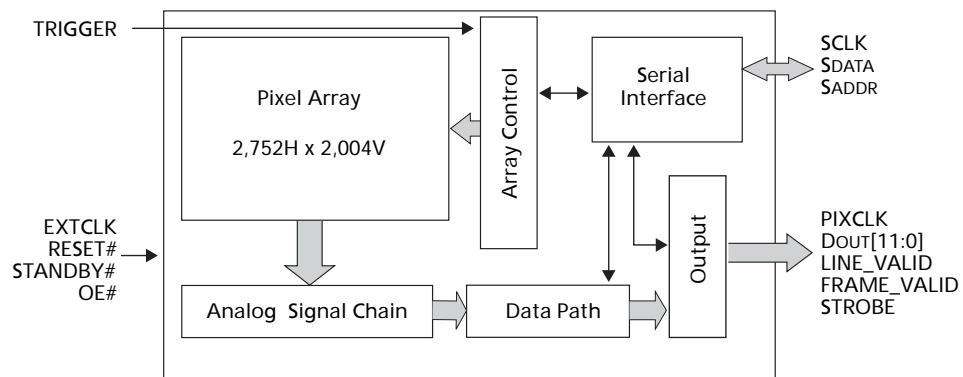 TRIGGER
Pixel Array
2,752H x 2,004V
Array Control
Serial
Interface
SCLK
SDATA
SADDR
EXTCLK
RESET#
STANDBY#
OE#
Analog Signal Chain
Data Path
Output
PIXCLK
DOUT[11:0]
LINE_VALID
FRAME_VALID
STROBE